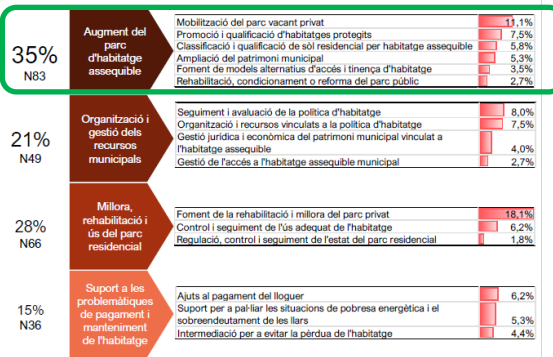 35%
N83
Augment del
parc
d'habitatge
assequible
Mobilització del parc vacant privat 11,1%
Promoció i qualificació d'habitatges protegits 7,5%
Classificació i qualificació de sòl residencial per habitatge assequible 5,8%
Ampliació del patrimoni municipal 5,3%
Foment de models alternatius d'accés i tinença d'habitatge 3,5%
Rehabilitació, condicionament o reforma del parc públic 2,7%
21%
N49
Organització i
gestió dels
recursos
municipals
Seguiment i avaluació de la política d'habitatge 8,0%
Organització i recursos vinculats a la política d'habitatge 7,5%
Gestió jurídica i econòmica del patrimoni municipal vinculat a
l'habitatge assequible 4,0%
Gestió de l'accés a l'habitatge assequible municipal 2,7%
28%
N66
Millora,
rehabilitació i
ús del parc
residencial
Foment de la rehabilitació i millora del parc privat 18,1%
Control i seguiment de l'ús adequat de l'habitatge 6,2%
Regulació, control i seguiment de l'estat del parc residencial 1,8%
15%
N36
Suport a les
problemàtiques
de pagament i
manteniment
de l'habitatge
Ajuts al pagament del lloguer 6,2%
Suport per a pal·liar les situacions de pobresa energètica i el
sobreendeutament de les llars 5,3%
Intermediació per a evitar la pèrdua de l'habitatge 4,4%